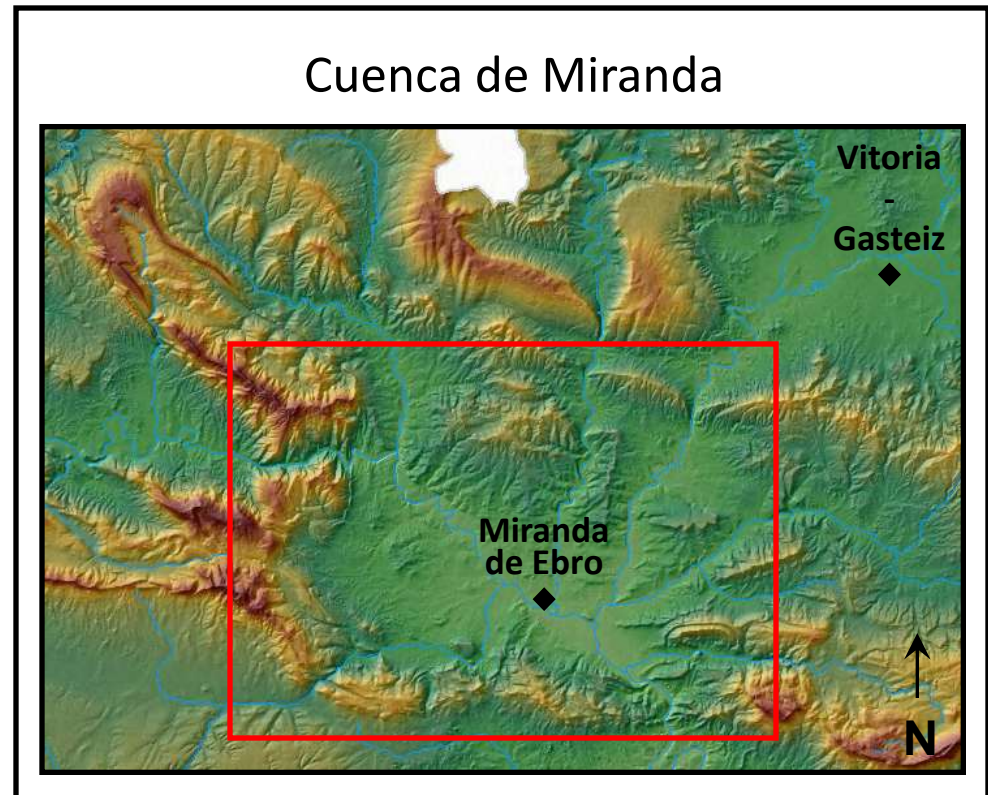 Cuenca de Miranda
Vitoria
-
Gasteiz
Miranda
de Ebro
N